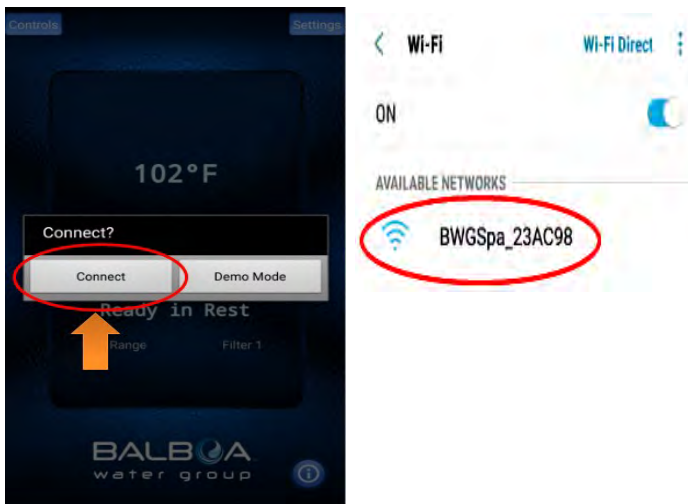 Controls Settings
102°F
Connect?
Connect Demo Mode
Ready in Rest
Range Filter 1
BALBOA
water group
Wi-Fi Wi-Fi Direct
ON
AVAILABLE NETWORKS
BWGSpa_23AC98